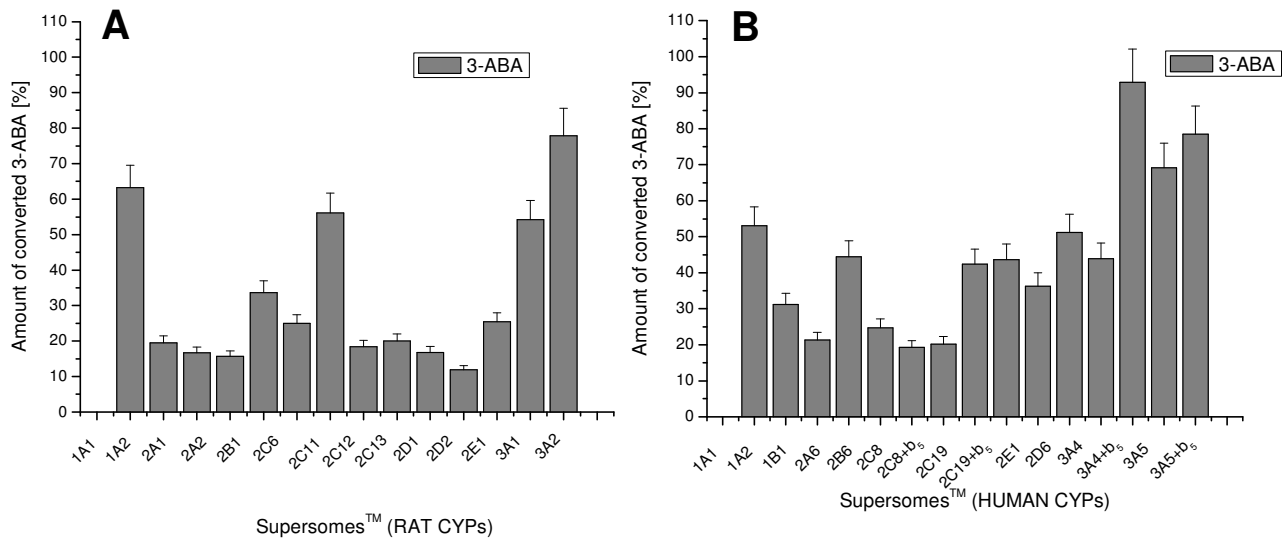 A
3-ABA
Amount of converted 3-ABA [%]
110
100
90
80
70
60
50
40
30
20
10
0
1A1
1A2
2A1
2A2
2B1
2C6
2C11
2C12
2C13
2D1
2D2
2E1
3A1
3A2
Supersomes™ (RAT CYPs)
B
3-ABA
Amount of converted 3-ABA [%]
110
100
90
80
70
60
50
40
30
20
10
0
1A1
1A2
1B1
2A6
2B6
2C8
2C8+b₅
2C19
2C19+b₅
2E1
2D6
3A4
3A4+b₅
3A5
3A5+b₅
Supersomes™ (HUMAN CYPs)